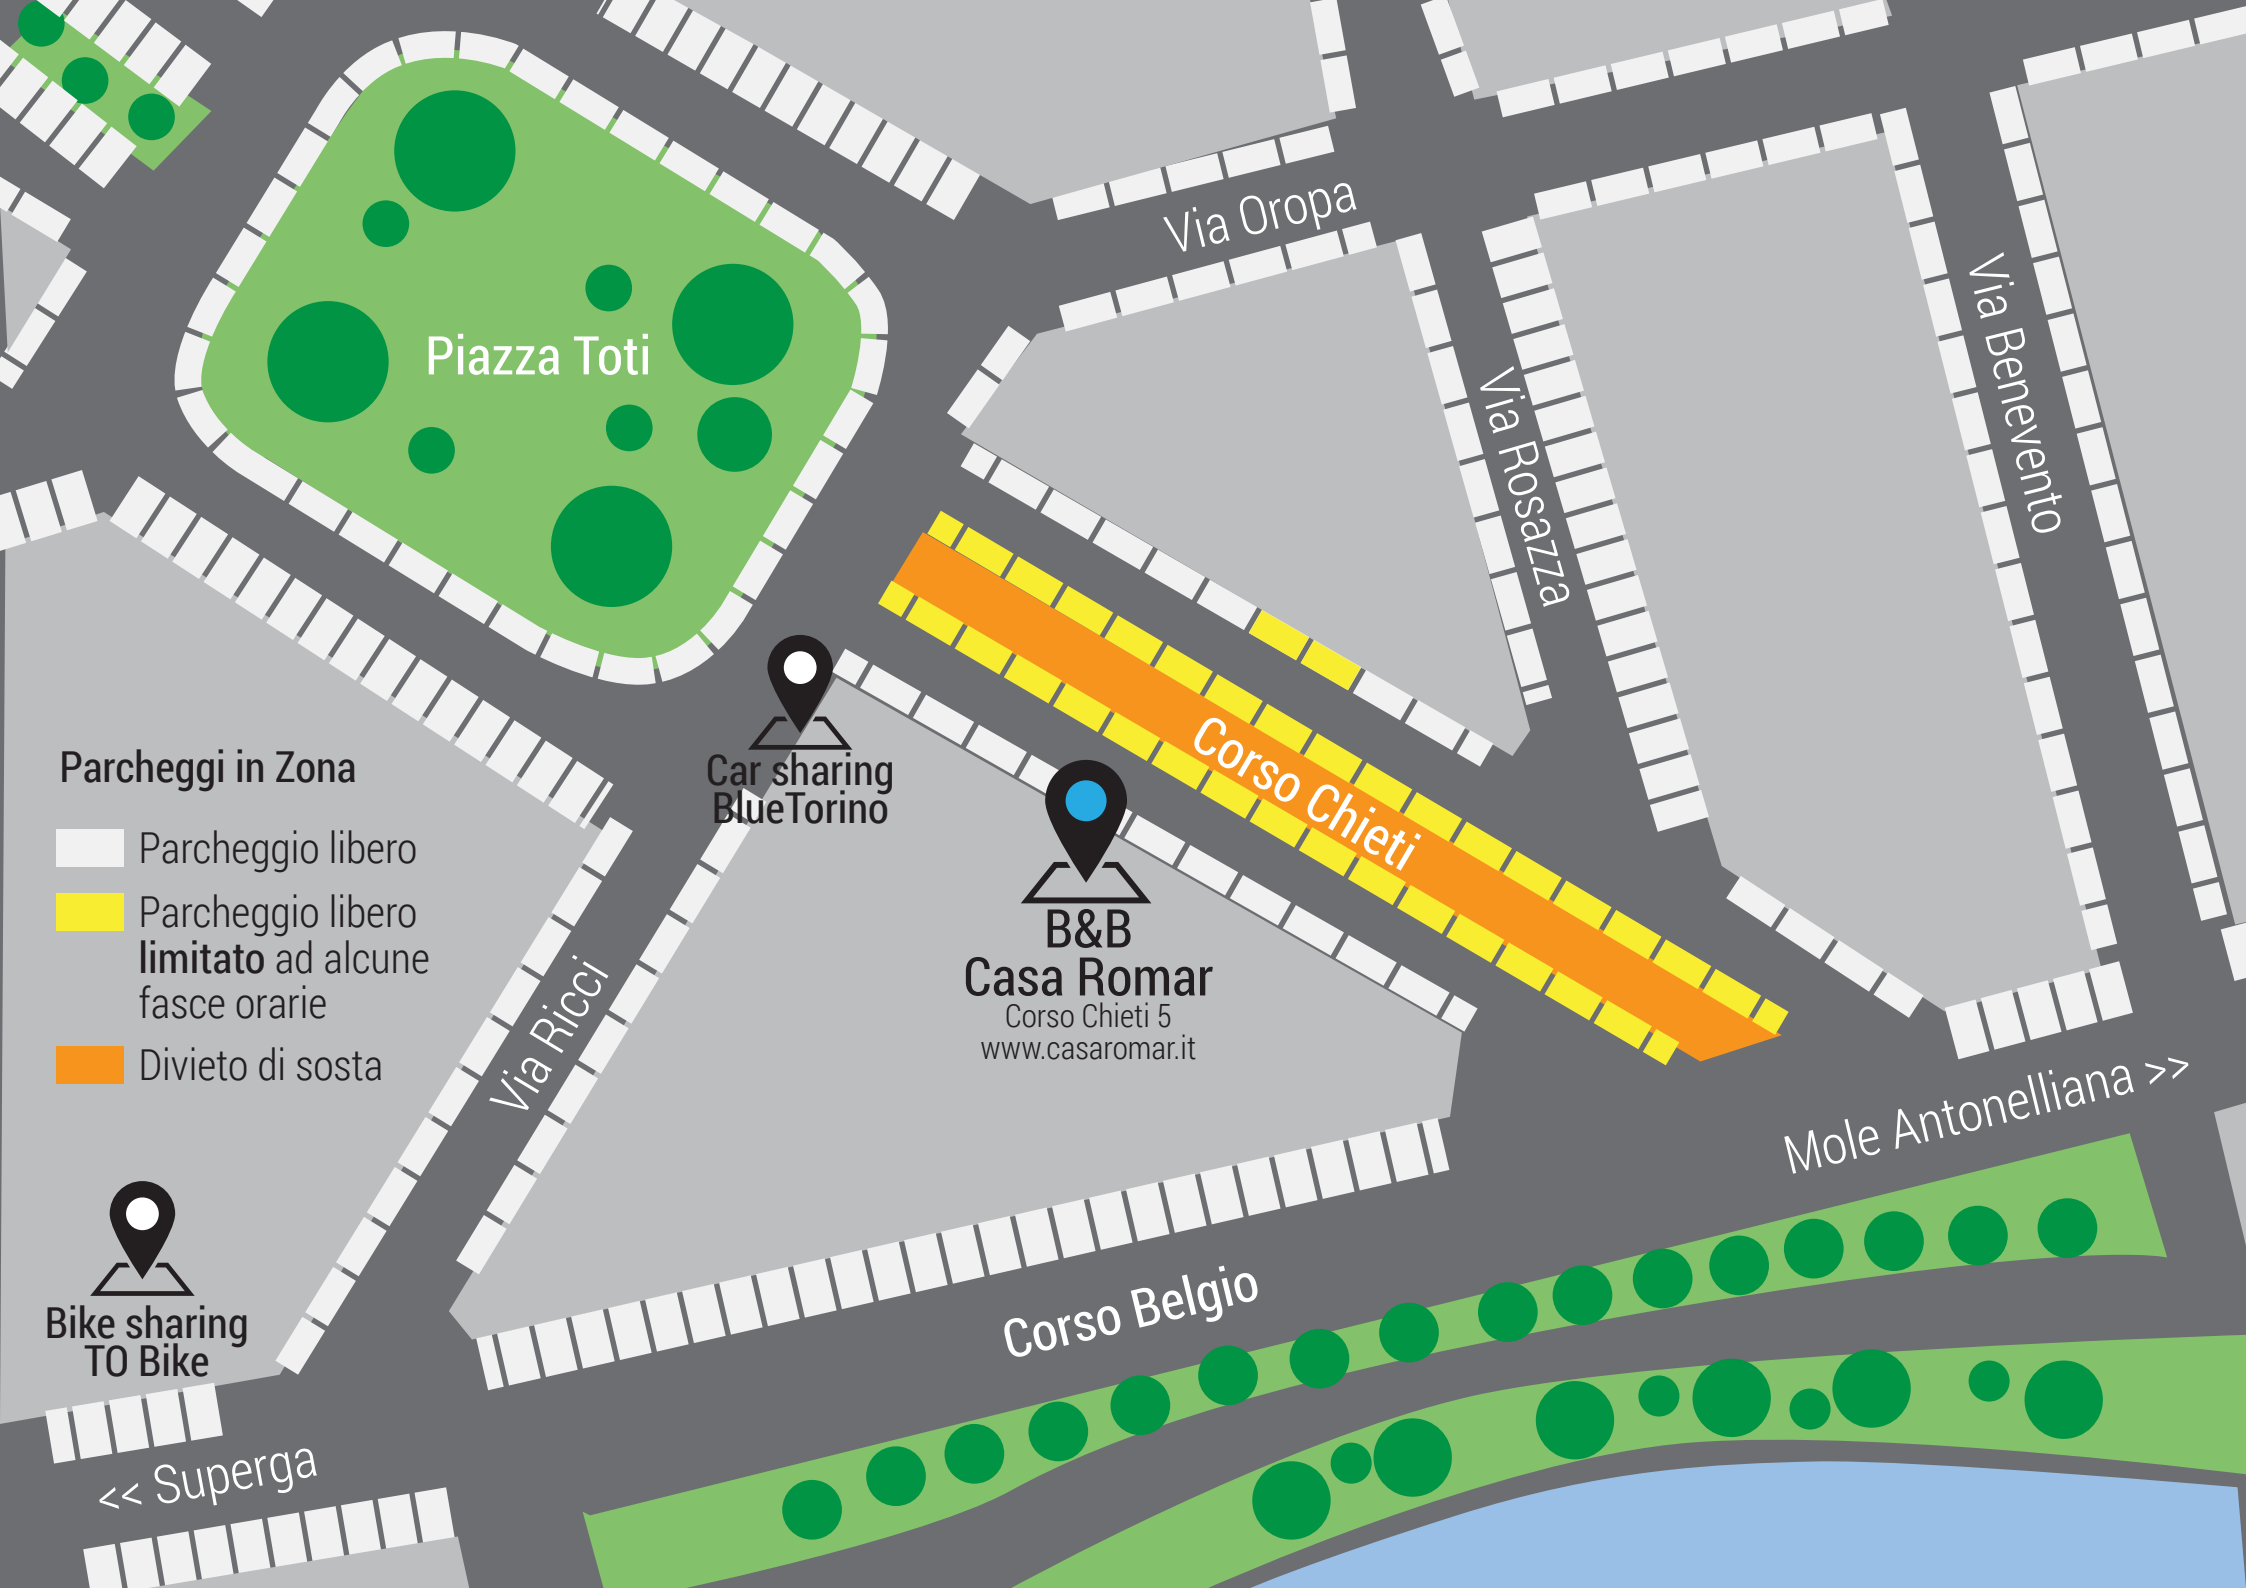 Via Oropa
Piazza Toti
Via Benevento
Via Rosazza
Corso Chieti
Car sharing
BlueTorino
Parcheggi in Zona
Parcheggio libero
Parcheggio libero
limitato ad alcune
fasce orarie
Divieto di sosta
B&B
Casa Romar
Corso Chieti 5
www.casaromar.it
Via Ricci
Mole Antonelliana >>
Bike sharing
TO Bike
Corso Belgio
<< Superga